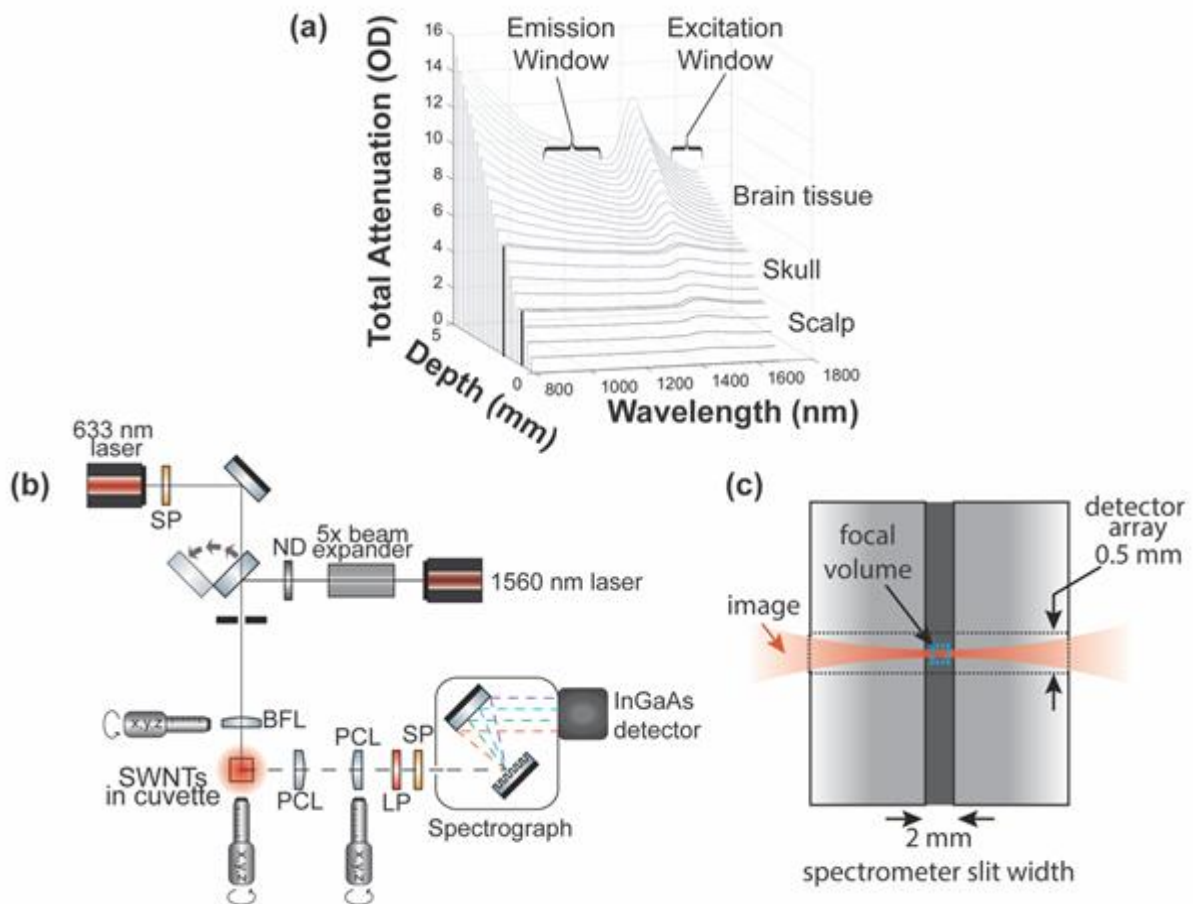 (a)
Emission
Window
Excitation
Window
Total Attenuation (OD)
16
16
14
12
10
8
6
4
2
0
5
Depth (mm)
0
800
1000
1200
1400
1600
1800
Wavelength (nm)
Brain tissue
Skull
Scalp
(b)
633 nm
laser
SP
ND
5x beam
expander
1560 nm laser
x,y,z
BFL
SWNTs
in cuvette
PCL
PCL
LP
SP
InGaAs
detector
Spectrograph
x,y,z
x,y,z
(c)
detector
array
0.5 mm
focal
volume
image
2 mm
spectrometer slit width